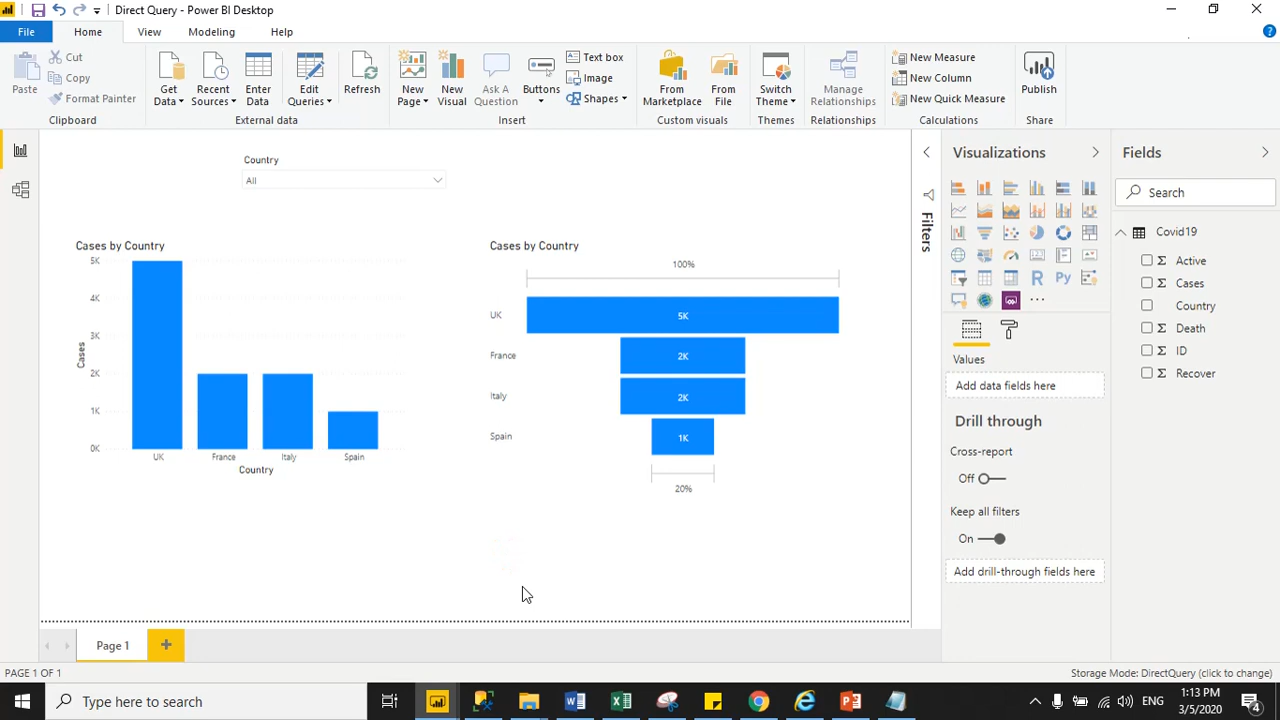 Direct Query - Power BI Desktop
File Home View Modeling Help
Paste
Cut
Copy
Format Painter
Clipboard
Get Data
Recent Sources
Enter Data
Edit Queries
Refresh
External data
New Page
New Visual
Ask A Question
Buttons
Text box
Image
Shapes
Insert
From Marketplace
From File
Custom visuals
Switch Theme
Themes
Manage Relationships
Relationships
New Measure
New Column
New Quick Measure
Calculations
Publish
Share
Country
All
Cases by Country
5K
4K
3K
2K
1K
0K
Cases
UK France Italy Spain
Country
Cases by Country
100%
UK 5K
France 2K
Italy 2K
Spain 1K
20%
Filters
Visualizations
R Py
Values
Add data fields here
Drill through
Cross-report
Off
Keep all filters
On
Add drill-through fields here
Fields
Search
Covid19
Σ Active
Σ Cases
Country
Σ Death
Σ ID
Σ Recover
Page 1
PAGE 1 OF 1
Storage Mode: DirectQuery (click to change)
Type here to search
ENG
1:13 PM
3/5/2020
4